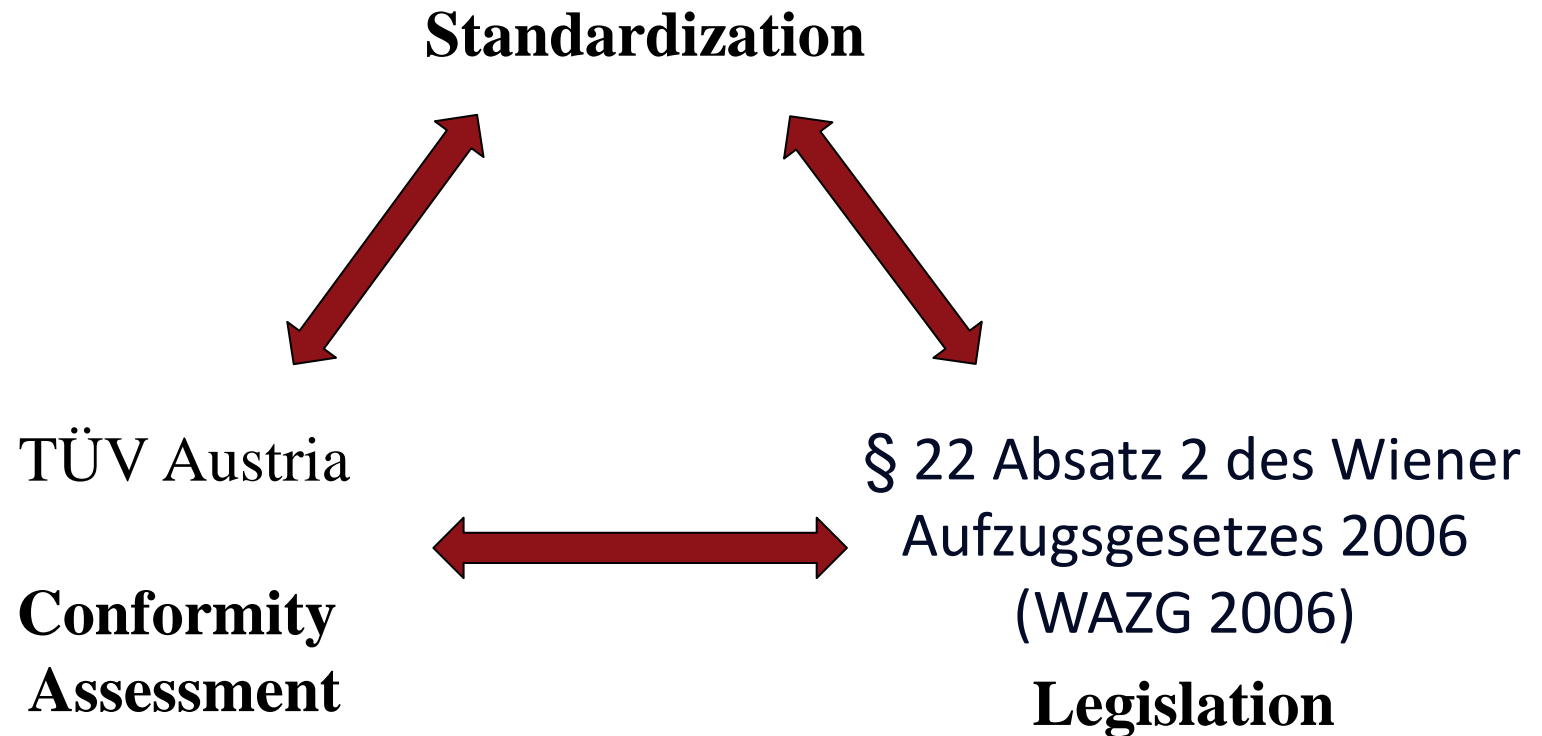 Standardization
TÜV Austria
Conformity
Assessment
§ 22 Absatz 2 des Wiener
Aufzugsgesetzes 2006
(WAZG 2006)
Legislation